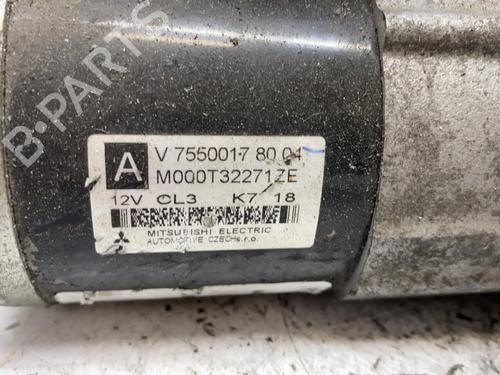 B-PARTS
A
V 7550017 80 04
M000T32271ZE
12V CL3 K7 18
MITSUBISHI ELECTRIC
AUTOMOTIVE CZECH s.r.o.